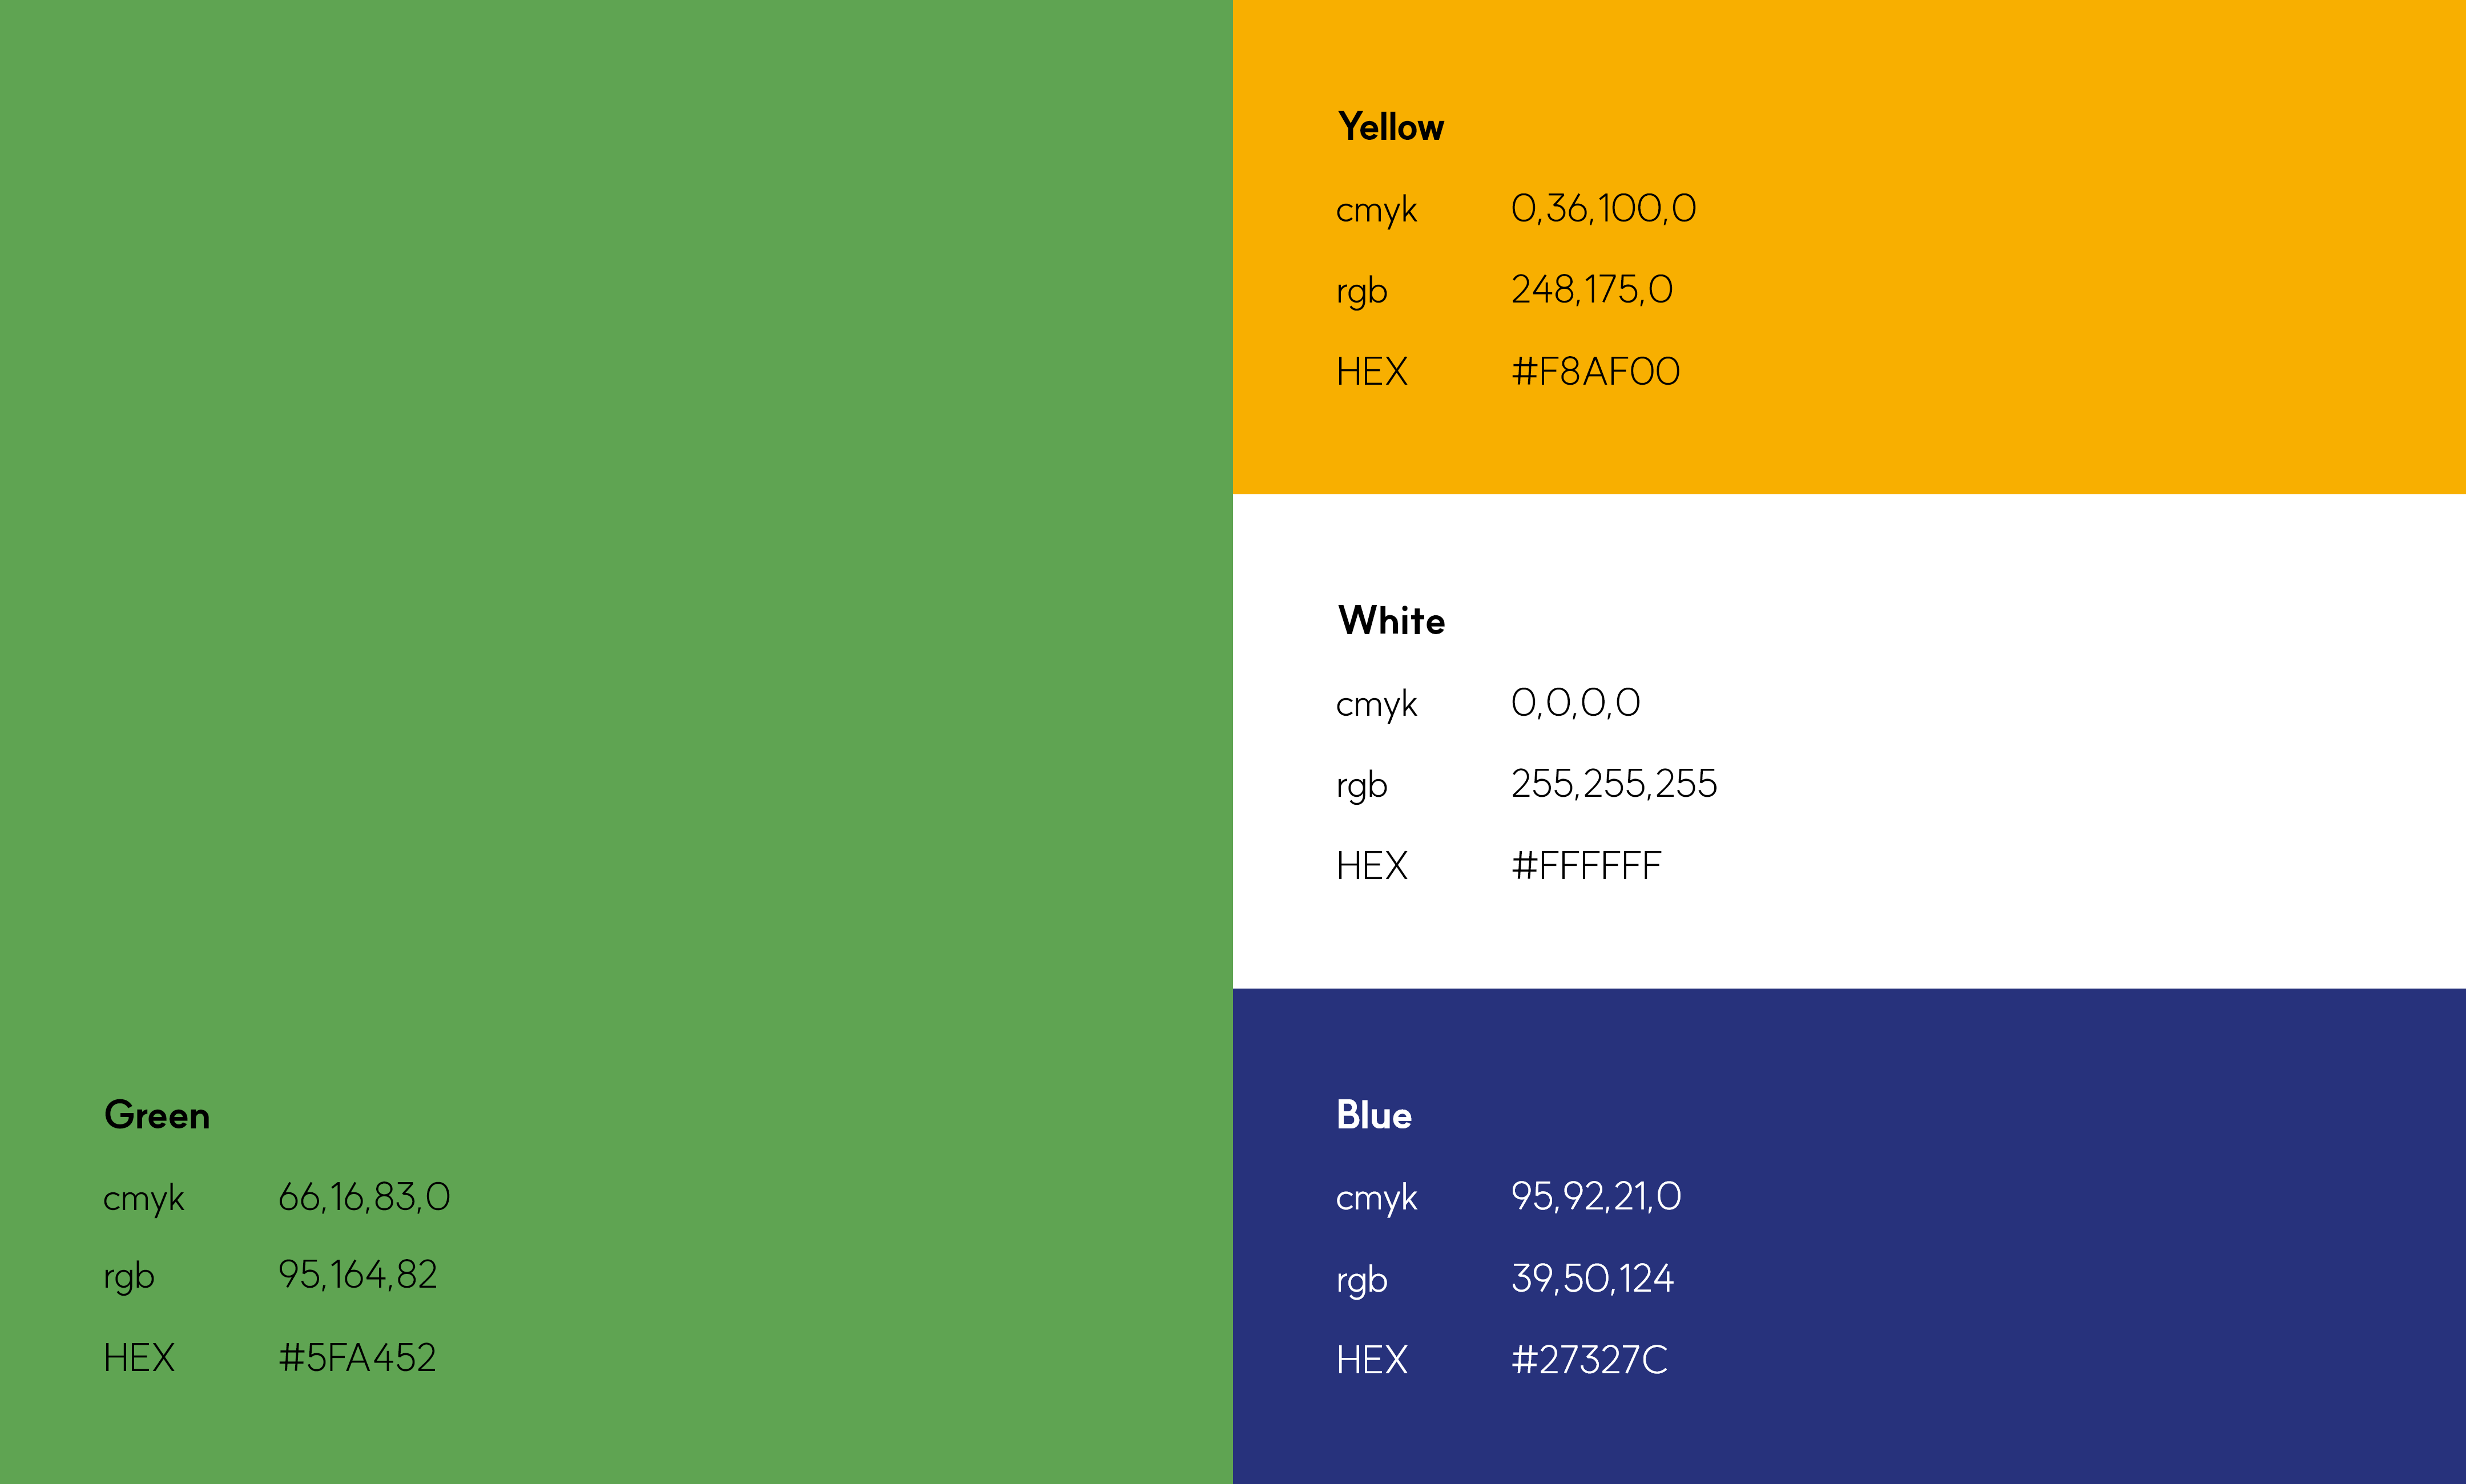 Yellow
cmyk 0,36,100,0
rgb 248,175,0
HEX #F8AF00
White
cmyk 0,0,0,0
rgb 255,255,255
HEX #FFFFFF
Green
cmyk 66,16,83,0
rgb 95,164,82
HEX #5FA452
Blue
cmyk 95,92,21,0
rgb 39,50,124
HEX #27327C